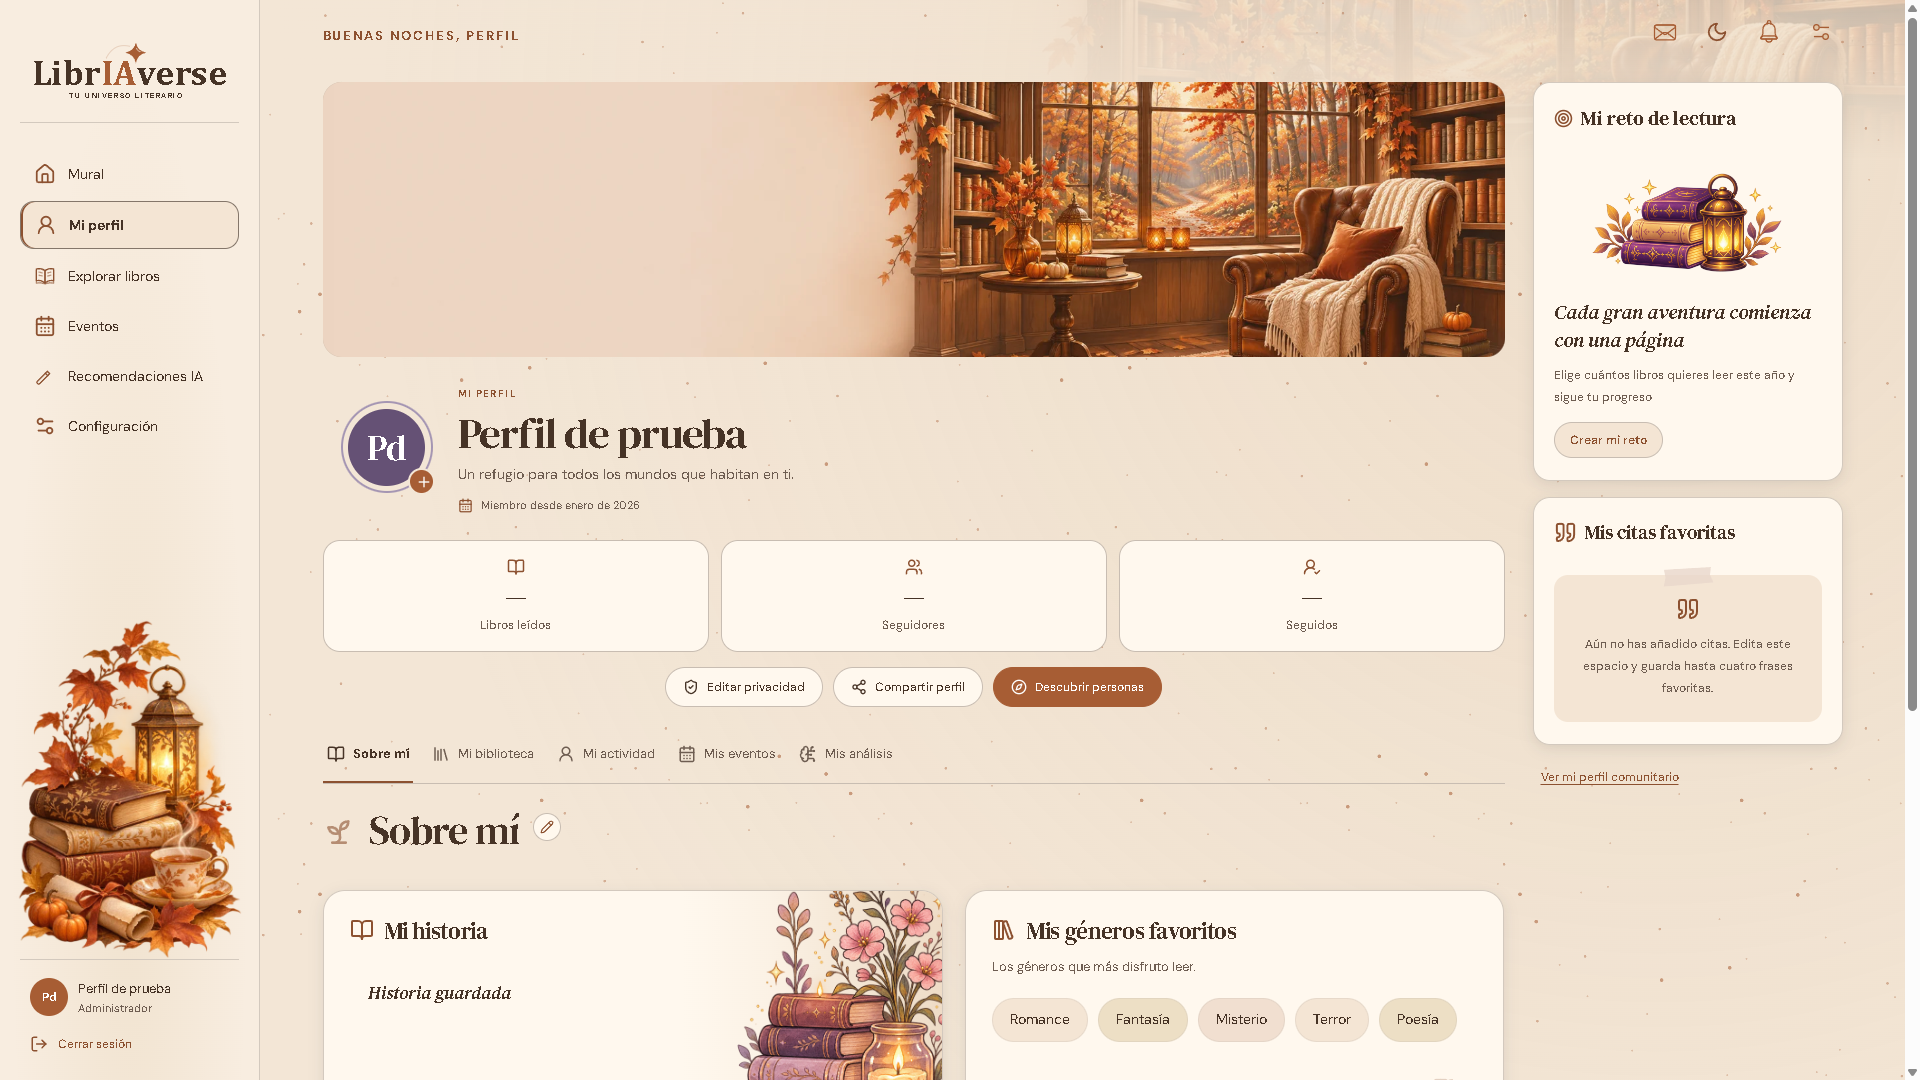 LibrIAverse
TU UNIVERSO LITERARIO
Mural
Mi perfil
Explorar libros
Eventos
Recomendaciones IA
Configuración
Pd
Perfil de prueba
Administrador
Cerrar sesión
BUENAS NOCHES, PERFIL
Pd
MI PERFIL
Perfil de prueba
Un refugio para todos los mundos que habitan en ti.
Miembro desde enero de 2026
— Libros leídos
— Seguidores
— Seguidos
Editar privacidad
Compartir perfil
Descubrir personas
Sobre mí
Mi biblioteca
Mi actividad
Mis eventos
Mis análisis
Sobre mí
Mi historia
Historia guardada
Mis géneros favoritos
Los géneros que más disfruto leer.
Romance
Fantasía
Misterio
Terror
Poesía
Mi reto de lectura
Cada gran aventura comienza
con una página
Elige cuántos libros quieres leer este año y
sigue tu progreso
Crear mi reto
Mis citas favoritas
Aún no has añadido citas. Edita este
espacio y guarda hasta cuatro frases
favoritas.
Ver mi perfil comunitario